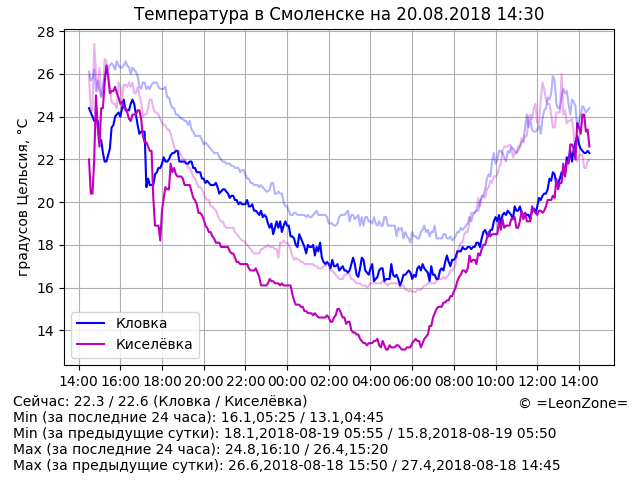 Температура в Смоленске на 20.08.2018 14:30
градусов Цельсия, °C
28
26
24
22
20
18
16
14
Кловка
Киселёвка
14:00 16:00 18:00 20:00 22:00 00:00 02:00 04:00 06:00 08:00 10:00 12:00 14:00
Сейчас: 22.3 / 22.6 (Кловка / Киселёвка)
© =LeonZone=
Min (за последние 24 часа): 16.1,05:25 / 13.1,04:45
Min (за предыдущие сутки): 18.1,2018-08-19 05:55 / 15.8,2018-08-19 05:50
Max (за последние 24 часа): 24.8,16:10 / 26.4,15:20
Max (за предыдущие сутки): 26.6,2018-08-18 15:50 / 27.4,2018-08-18 14:45